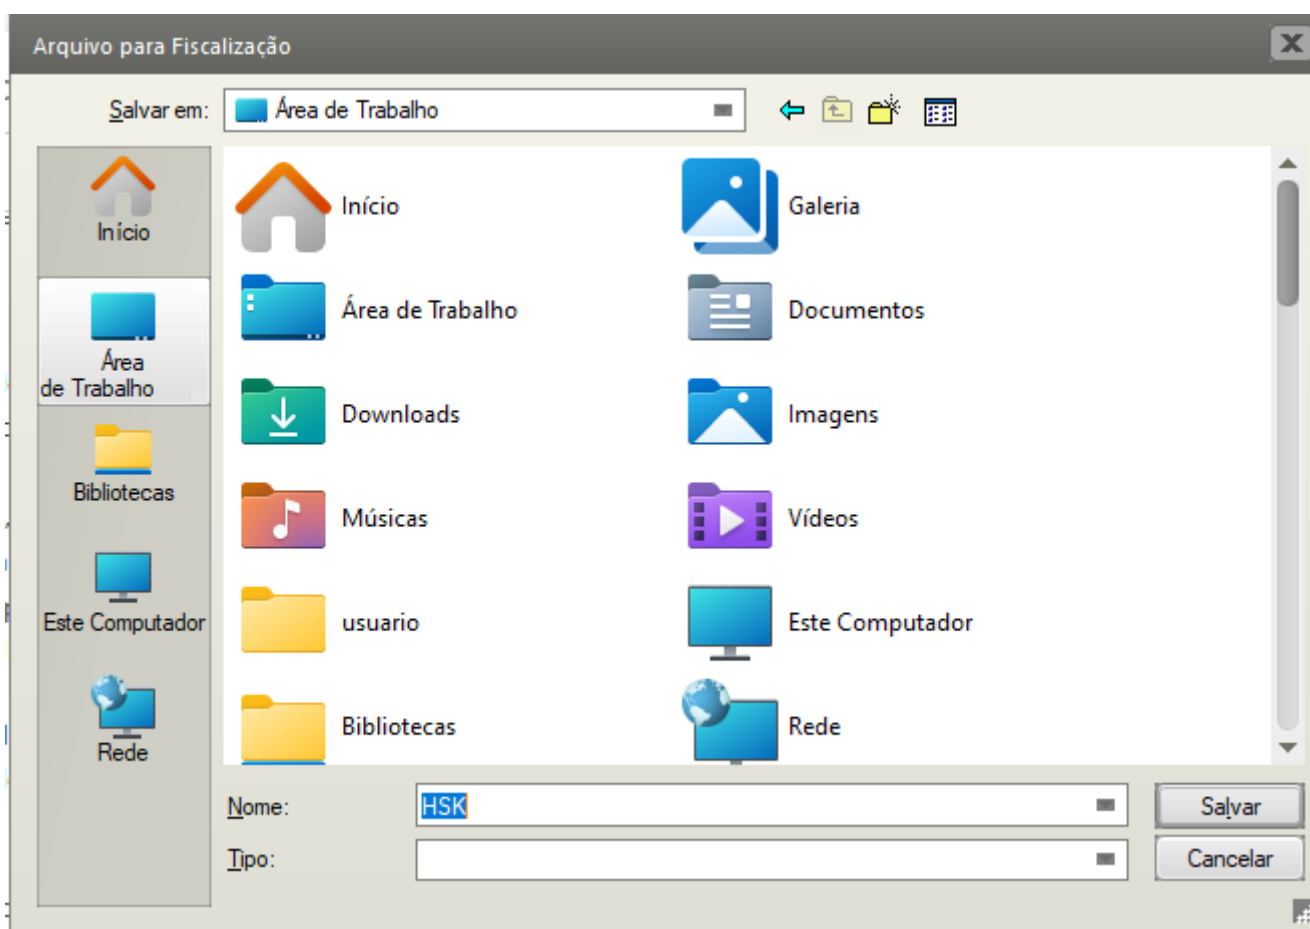 Arquivo para Fiscalização
Salvar em: Área de Trabalho
Início
Área
de Trabalho
Bibliotecas
Este Computador
Rede
Início Galeria
Área de Trabalho Documentos
Downloads Imagens
Músicas Vídeos
usuario Este Computador
Bibliotecas Rede
Nome: HSK Salvar
Tipo: Cancelar